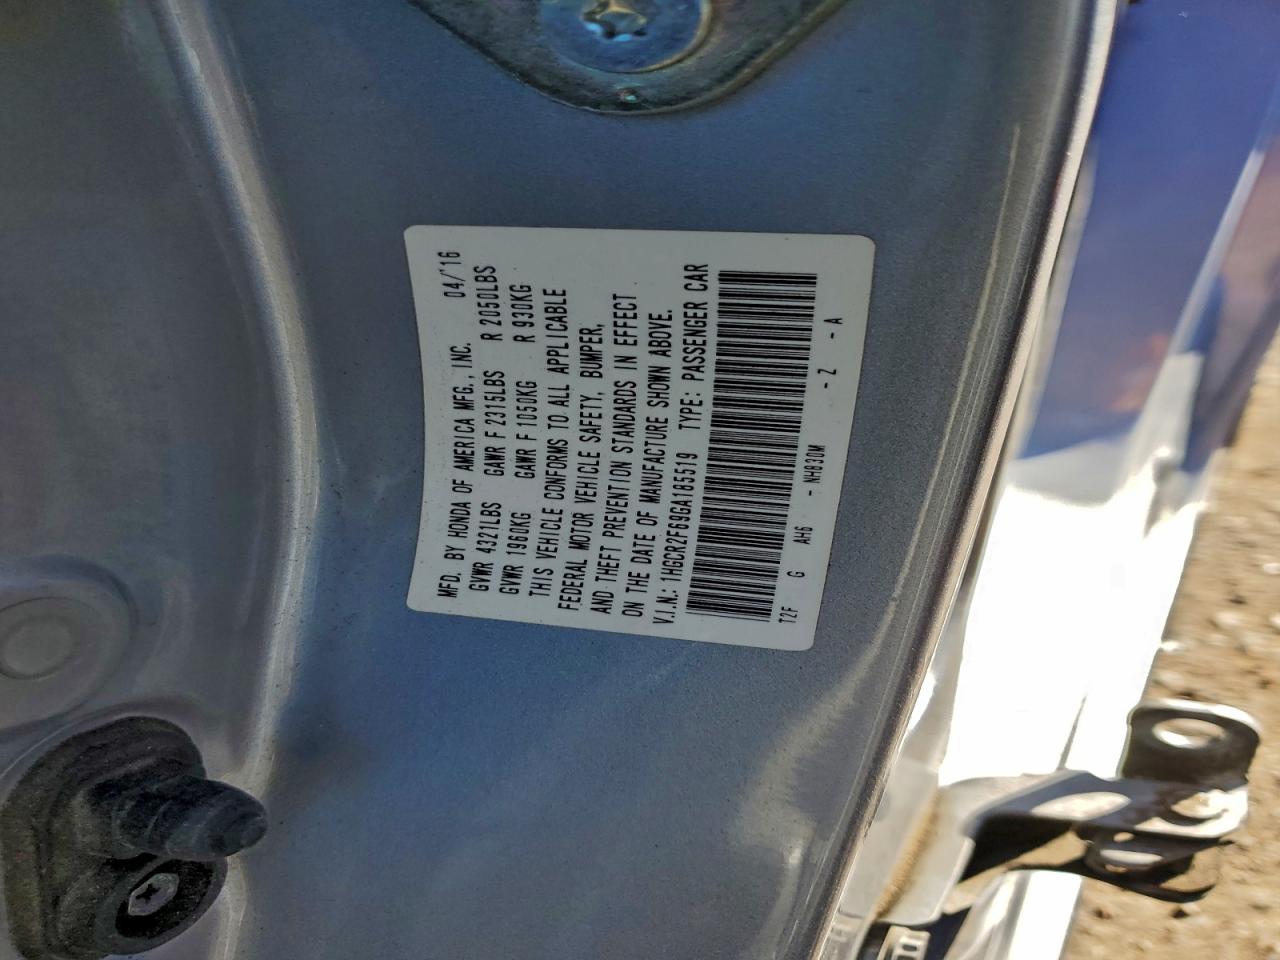 MFD. BY HONDA OF AMERICA MFG., INC. 04/'16
GVWR 4321LBS GAWR F 2315LBS R 2050LBS
GVWR 1960KG GAWR F 1050KG R 930KG
THIS VEHICLE CONFORMS TO ALL APPLICABLE
FEDERAL MOTOR VEHICLE SAFETY, BUMPER,
AND THEFT PREVENTION STANDARDS IN EFFECT
ON THE DATE OF MANUFACTURE SHOWN ABOVE.
V.I.N.: 1HGCR2F69GA185519 TYPE: PASSENGER CAR
T2F G AH6 - NH830M - Z - A